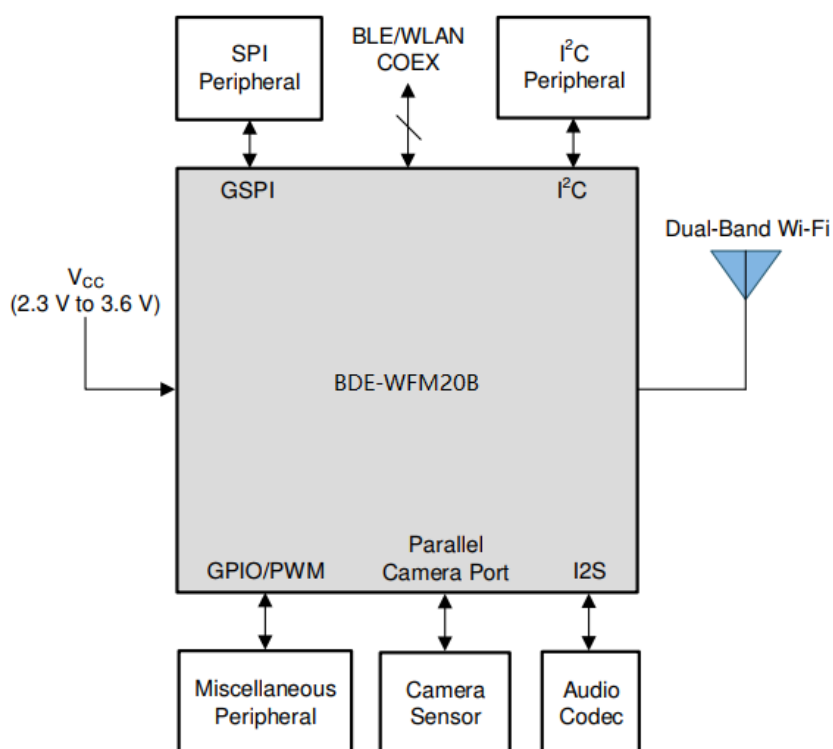 SPI
Peripheral
BLE/WLAN
COEX
I²C
Peripheral
GSPI
I²C
Dual-Band Wi-Fi
VCC
(2.3 V to 3.6 V)
BDE-WFM20B
GPIO/PWM
Parallel
Camera Port
I2S
Miscellaneous
Peripheral
Camera
Sensor
Audio
Codec